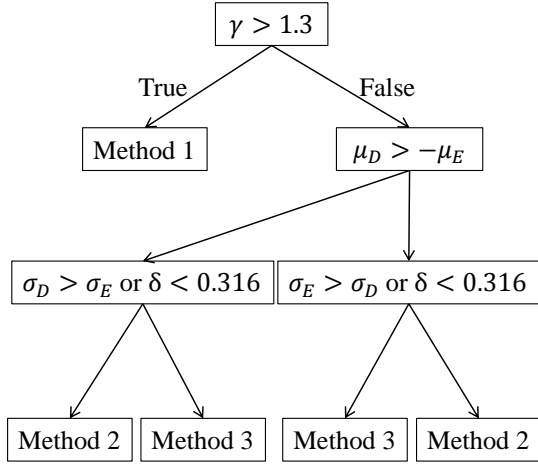 γ > 1.3
True
False
Method 1
μ_D > −μ_E
σ_D > σ_E or δ < 0.316
σ_E > σ_D or δ < 0.316
Method 2
Method 3
Method 3
Method 2